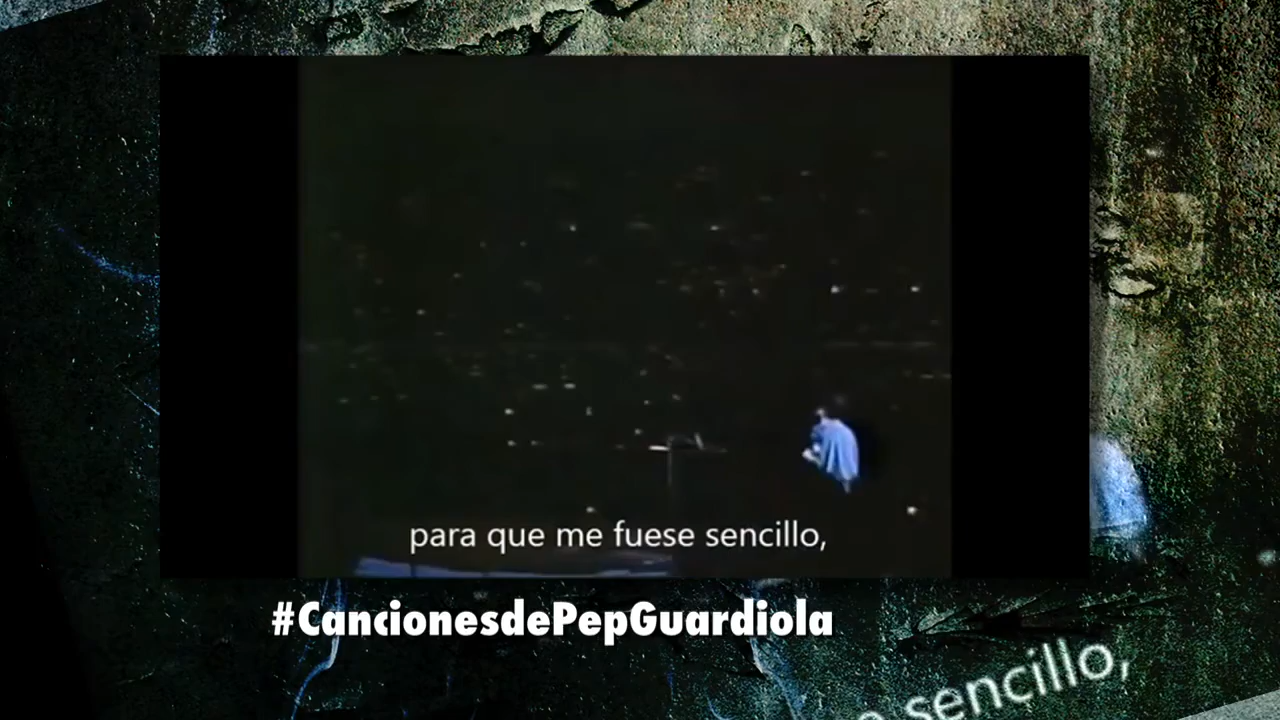 para que me fuese sencillo,
#CancionesdePepGuardiola
sencillo,